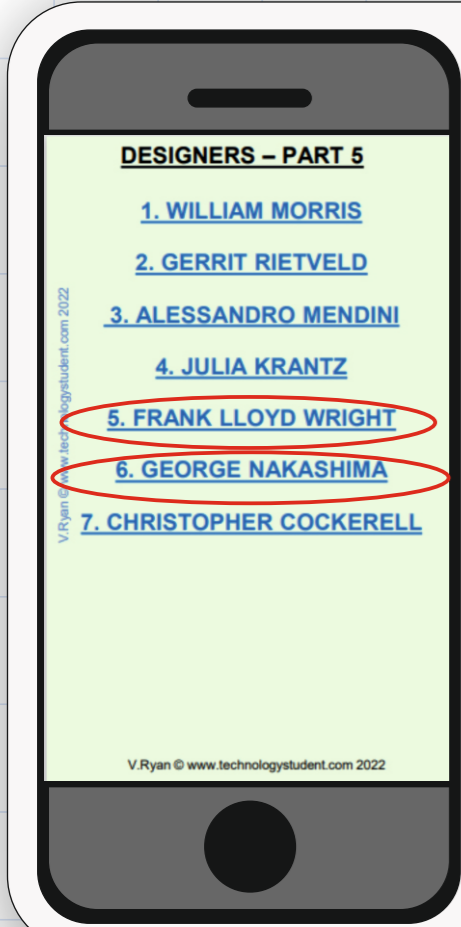 DESIGNERS – PART 5
1. WILLIAM MORRIS
2. GERRIT RIETVELD
3. ALESSANDRO MENDINI
4. JULIA KRANTZ
5. FRANK LLOYD WRIGHT
6. GEORGE NAKASHIMA
7. CHRISTOPHER COCKERELL
V.Ryan © www.technologystudent.com 2022
V.Ryan © www.technologystudent.com 2022